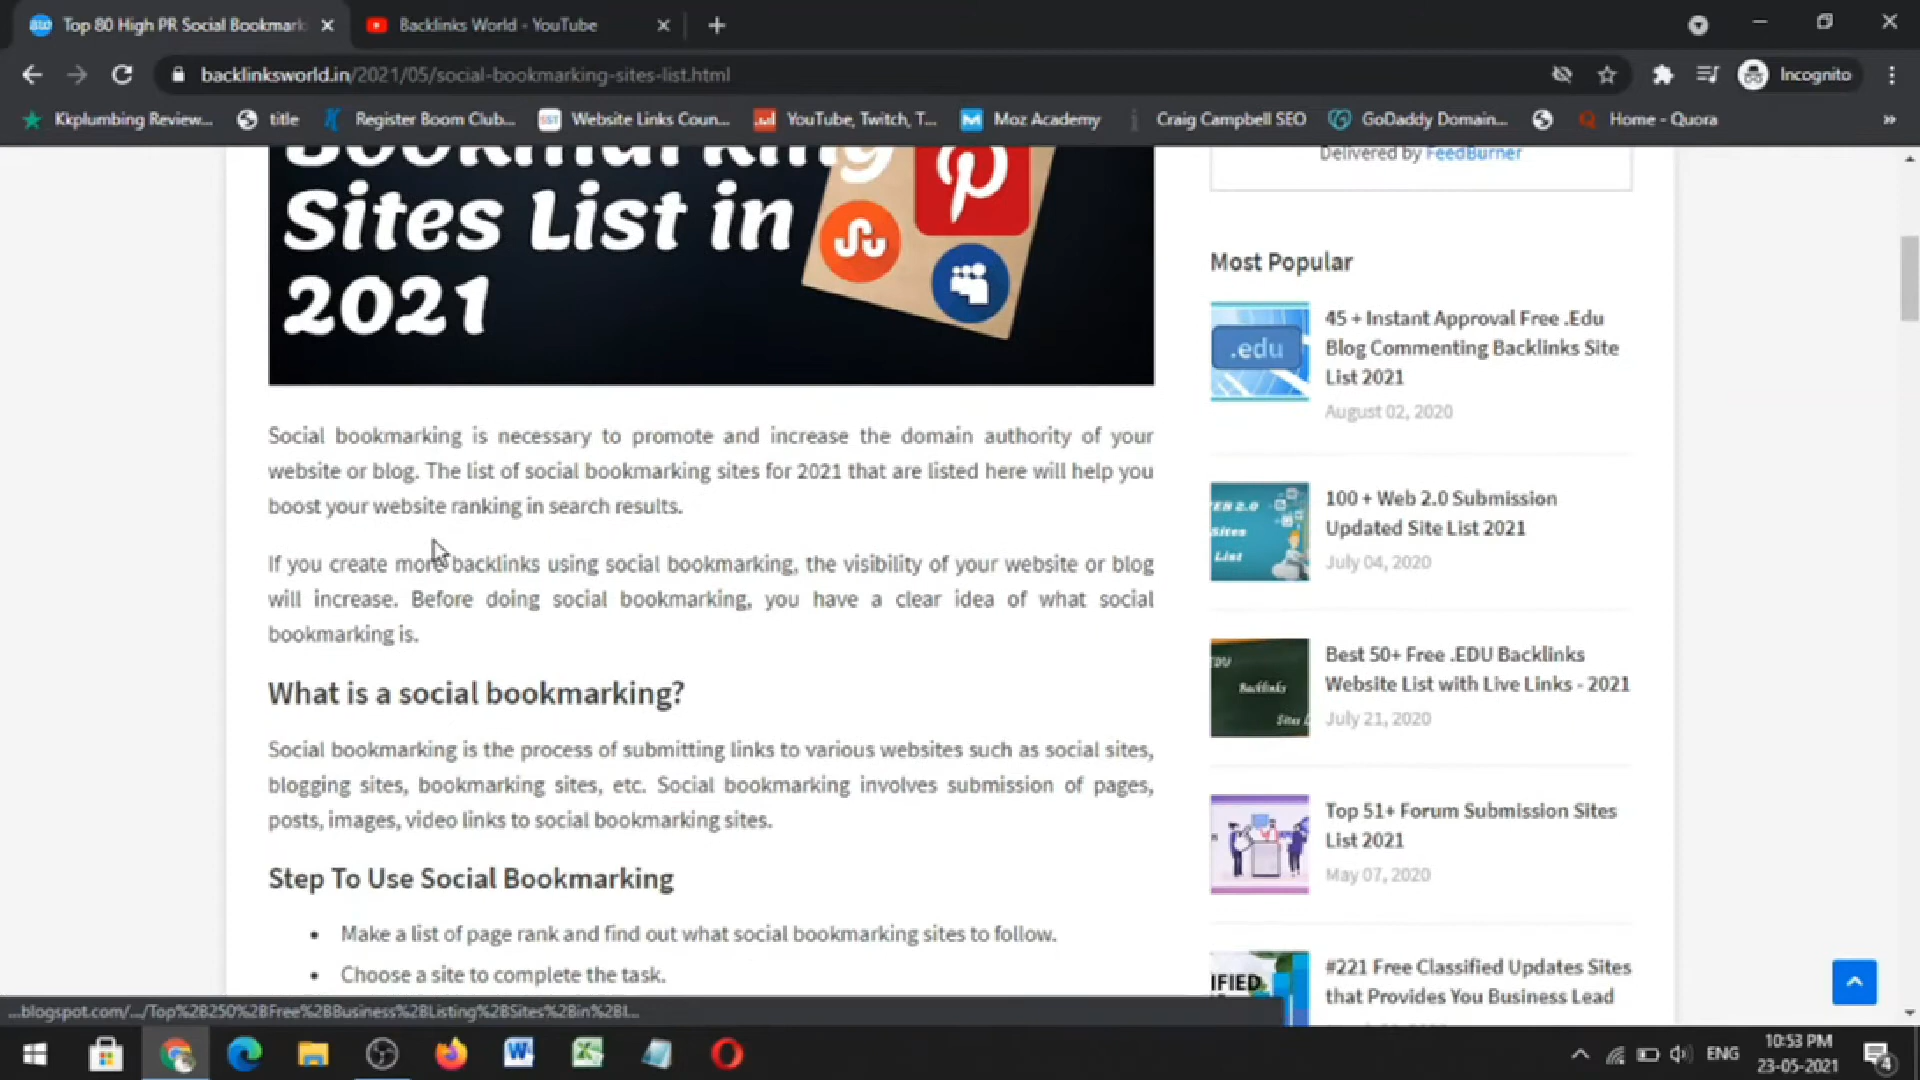 Top 80 High PR Social Bookmark
Backlinks World - YouTube
backlinksworld.in/2021/05/social-bookmarking-sites-list.html
Incognito
Kkplumbing Review...
title
Register Boom Club...
Website Links Coun...
YouTube, Twitch, T...
Moz Academy
Craig Campbell SEO
GoDaddy Domain...
Home - Quora
»
Bookmarking
Sites List in
2021
Social bookmarking is necessary to promote and increase the domain authority of your
website or blog. The list of social bookmarking sites for 2021 that are listed here will help you
boost your website ranking in search results.
If you create more backlinks using social bookmarking, the visibility of your website or blog
will increase. Before doing social bookmarking, you have a clear idea of what social
bookmarking is.
What is a social bookmarking?
Social bookmarking is the process of submitting links to various websites such as social sites,
blogging sites, bookmarking sites, etc. Social bookmarking involves submission of pages,
posts, images, video links to social bookmarking sites.
Step To Use Social Bookmarking
• Make a list of page rank and find out what social bookmarking sites to follow.
• Choose a site to complete the task.
Delivered by FeedBurner
Most Popular
.edu
45 + Instant Approval Free .Edu
Blog Commenting Backlinks Site
List 2021
August 02, 2020
WEB 2.0
Sites
List
100 + Web 2.0 Submission
Updated Site List 2021
July 04, 2020
EDU
Backlinks
Sites
Best 50+ Free .EDU Backlinks
Website List with Live Links - 2021
July 21, 2020
Top 51+ Forum Submission Sites
List 2021
May 07, 2020
IFIED
#221 Free Classified Updates Sites
that Provides You Business Lead
...blogspot.com/.../Top%2B250%2BFree%2BBusiness%2BListing%2BSites%2Bin%2BI...
ENG
10:53 PM
23-05-2021
4